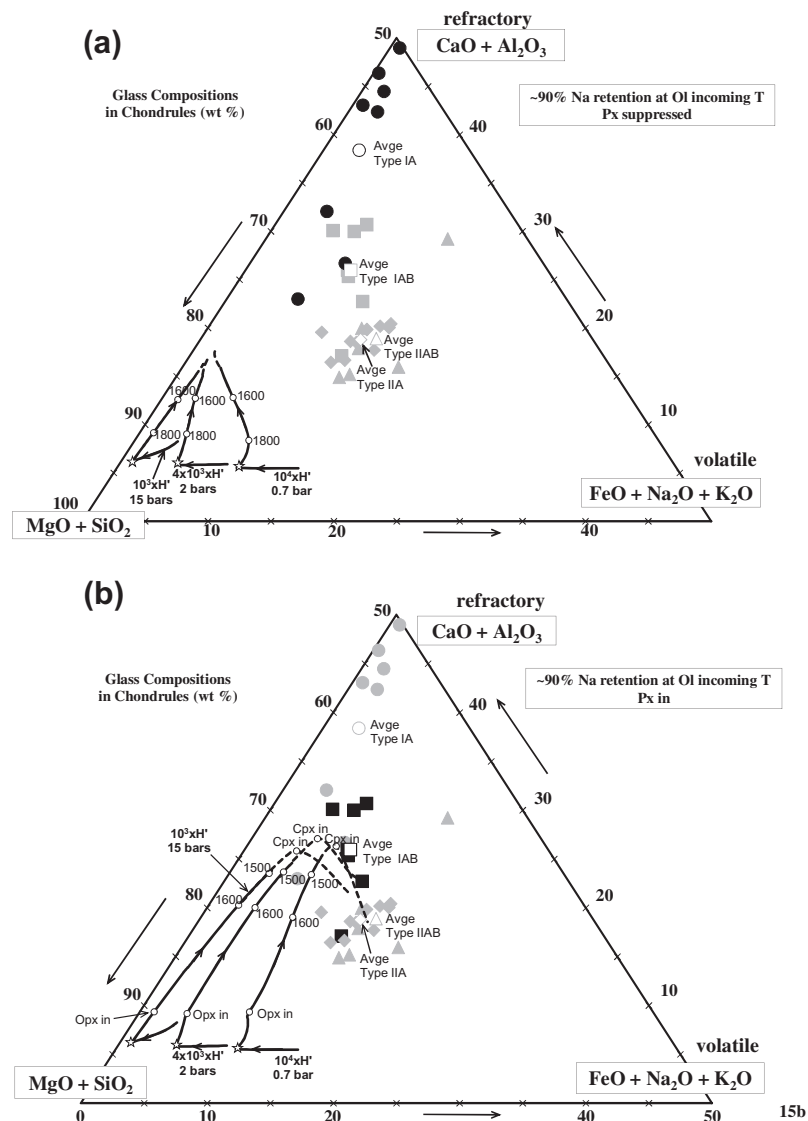 (a)
50
refractory
CaO + Al₂O₃
Glass Compositions
in Chondrules (wt %)
~90% Na retention at Ol incoming T
Px suppressed
60
40
Avge
Type IA
70
30
Avge
Type IAB
80
20
Avge
Type IIAB
Avge
Type IIA
1600
1600
1600
90
10
1800
1800
1800
10³xH'
15 bars
4x10³xH'
2 bars
10⁴xH'
0.7 bar
volatile
100
FeO + Na₂O + K₂O
MgO + SiO₂
10
20
40
(b)
50
refractory
CaO + Al₂O₃
Glass Compositions
in Chondrules (wt %)
~90% Na retention at Ol incoming T
Px in
60
40
Avge
Type IA
70
30
10³xH'
15 bars
Cpx in
Cpx in
Cpx in
Avge
Type IAB
1500
1500
1500
80
20
1600
1600
1600
Avge
Type IIAB
Avge
Type IIA
90
10
Opx in
Opx in
Opx in
4x10³xH'
2 bars
10⁴xH'
0.7 bar
volatile
MgO + SiO₂
FeO + Na₂O + K₂O
0
10
20
40
50
15b